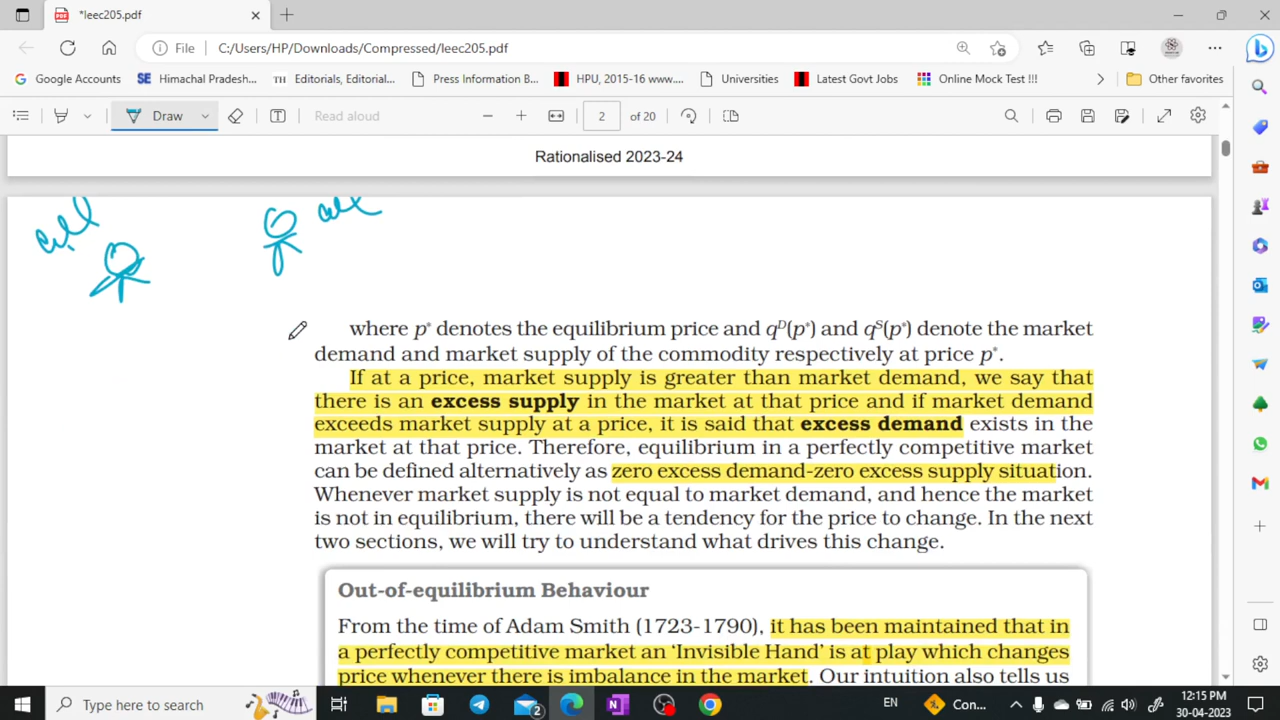 *leec205.pdf
File
C:/Users/HP/Downloads/Compressed/leec205.pdf
Google Accounts
SE Himachal Pradesh...
TH Editorials, Editorial...
Press Information B...
HPU, 2015-16 www....
Universities
Latest Govt Jobs
Online Mock Test !!!
Other favorites
Draw
Read aloud
2 of 20
Rationalised 2023-24
where p* denotes the equilibrium price and qD(p*) and qS(p*) denote the market
demand and market supply of the commodity respectively at price p*.
If at a price, market supply is greater than market demand, we say that
there is an excess supply in the market at that price and if market demand
exceeds market supply at a price, it is said that excess demand exists in the
market at that price. Therefore, equilibrium in a perfectly competitive market
can be defined alternatively as zero excess demand-zero excess supply situation.
Whenever market supply is not equal to market demand, and hence the market
is not in equilibrium, there will be a tendency for the price to change. In the next
two sections, we will try to understand what drives this change.
Out-of-equilibrium Behaviour
From the time of Adam Smith (1723-1790), it has been maintained that in
a perfectly competitive market an ‘Invisible Hand’ is at play which changes
price whenever there is imbalance in the market. Our intuition also tells us
Type here to search
2
EN
Con...
12:15 PM
30-04-2023